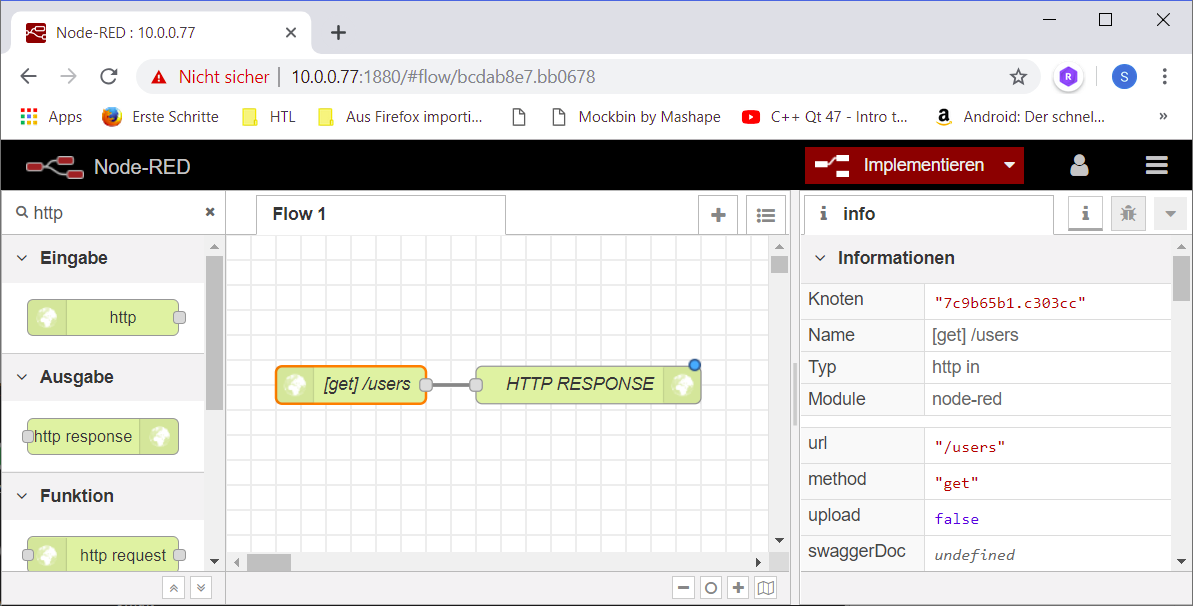 Node-RED : 10.0.0.77
Nicht sicher | 10.0.0.77:1880/#flow/bcdab8e7.bb0678
R
S
Apps Erste Schritte HTL Aus Firefox importi... Mockbin by Mashape C++ Qt 47 - Intro t... Android: Der schnel... »
Node-RED Implementieren
http
Flow 1
info
Eingabe
http
Ausgabe
http response
Funktion
http request
[get] /users HTTP RESPONSE
Informationen
Knoten "7c9b65b1.c303cc"
Name [get] /users
Typ http in
Module node-red
url "/users"
method "get"
upload false
swaggerDoc undefined